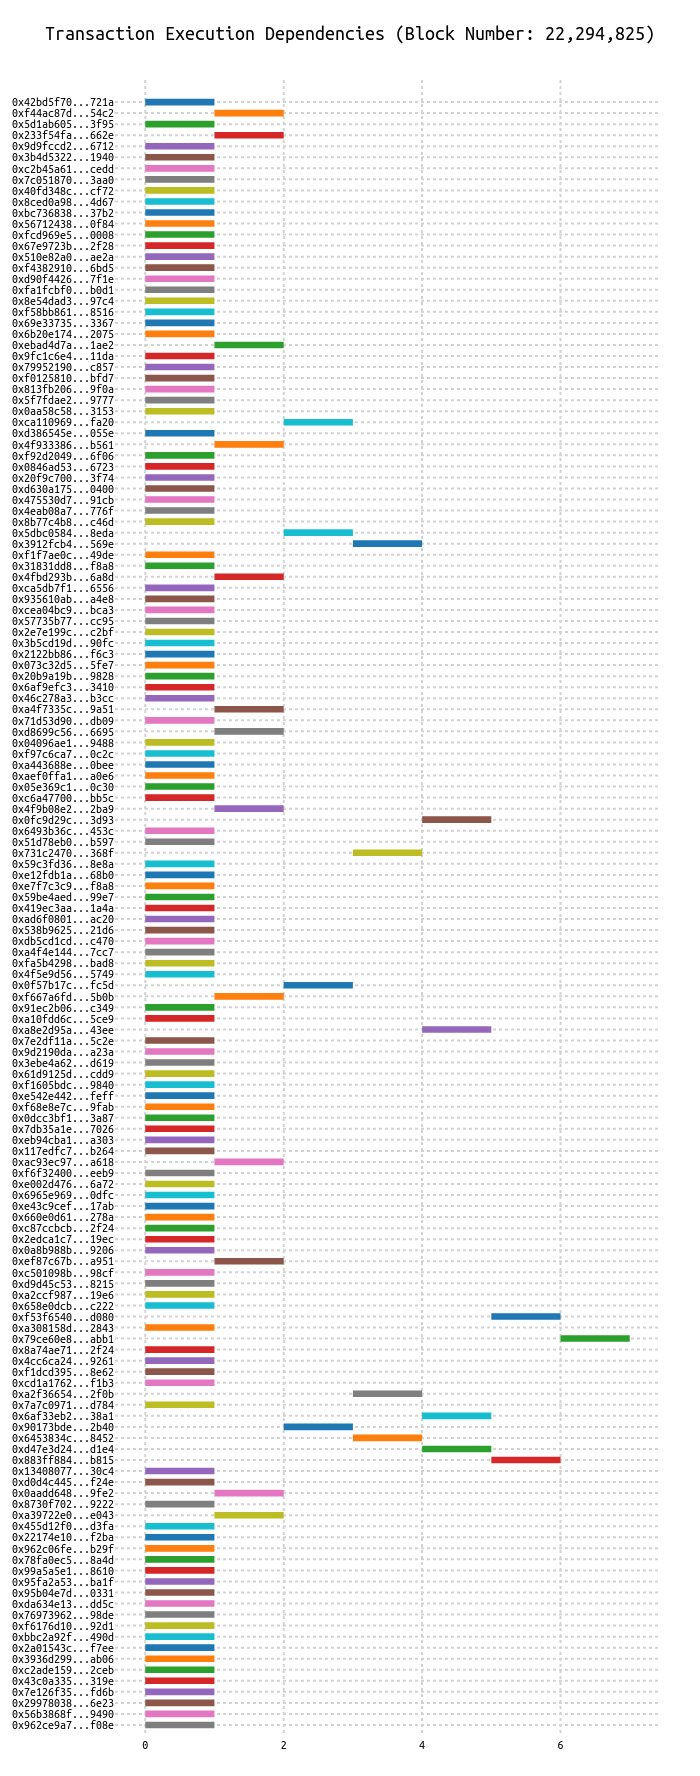 Transaction Execution Dependencies (Block Number: 22,294,825)
0x42bd5f70...721a
0xf44ac87d...54c2
0x5d1ab605...3f95
0x233f54fa...662e
0x9d9fccd2...6712
0x3b4d5322...1940
0xc2b45a61...cedd
0x7c051870...3aa0
0x40fd348c...cf72
0x8ced0a98...4d67
0xbc736838...37b2
0x56712438...0f84
0xfcd969e5...0008
0x67e9723b...2f28
0x510e82a0...ae2a
0xf4382910...6bd5
0xd90f4426...7f1e
0xfa1fcbf0...b0d1
0x8e54dad3...97c4
0xf58bb861...8516
0x69e33735...3367
0x6b20e174...2075
0xebad4d7a...1ae2
0x9fc1c6e4...11da
0x79952190...c857
0xf0125810...bfd7
0x813fb206...9f0a
0x5f7fdae2...9777
0x0aa58c58...3153
0xca110969...fa20
0xd386545e...055e
0x4f933386...b561
0xf92d2049...6f06
0x0846ad53...6723
0x20f9c700...3f74
0xd630a175...0400
0x475530d7...91cb
0x4eab08a7...776f
0x8b77c4b8...c46d
0x5dbc0584...8eda
0x3912fcb4...569e
0xf1f7ae0c...49de
0x31831dd8...f8a8
0x4fbd293b...6a8d
0xca5db7f1...6556
0x935610ab...a4e8
0xcea04bc9...bca3
0x57735b77...cc95
0x2e7e199c...c2bf
0x3b5cd19d...90fc
0x2122bb86...f6c3
0x073c32d5...5fe7
0x20b9a19b...9828
0x6af9efc3...3410
0x46c278a3...b3cc
0xa4f7335c...9a51
0x71d53d90...db09
0xd8699c56...6695
0x04096ae1...9488
0xf97c6ca7...0c2c
0xa443688e...0bee
0xaef0ffa1...a0e6
0x05e369c1...0c30
0xc6a47700...bb5c
0x4f9b08e2...2ba9
0x0fc9d29c...3d93
0x6493b36c...453c
0x51d78eb0...b597
0x731c2470...368f
0x59c3fd36...8e8a
0xe12fdb1a...68b0
0xe7f7c3c9...f8a8
0x59be4aed...99e7
0x419ec3aa...1a4a
0xad6f0801...ac20
0x538b9625...21d6
0xdb5cd1cd...c470
0xa4f4e144...7cc7
0xfa5b4298...bad8
0x4f5e9d56...5749
0x0f57b17c...fc5d
0xf667a6fd...5b0b
0x91ec2b06...c349
0xa10fdd6c...5ce9
0xa8e2d95a...43ee
0x7e2df11a...5c2e
0x9d2190da...a23a
0x3ebe4a62...d619
0x61d9125d...cdd9
0xf1605bdc...9840
0xe542e442...feff
0xf68e8e7c...9fab
0x0dcc3bf1...3a87
0x7db35a1e...7026
0xeb94cba1...a303
0x117edfc7...b264
0xac93ec97...a618
0xf6f32400...eeb9
0xe002d476...6a72
0x6965e969...0dfc
0xe43c9cef...17ab
0x660e0d61...278a
0xc87ccbcb...2f24
0x2edca1c7...19ec
0x0a8b988b...9206
0xef87c67b...a951
0xc501098b...98cf
0xd9d45c53...8215
0xa2ccf987...19e6
0x658e0dcb...c222
0xf53f6540...d080
0xa308158d...2843
0x79ce60e8...abb1
0x8a74ae71...2f24
0x4cc6ca24...9261
0xf1dcd395...8e62
0xcd1a1762...f1b3
0xa2f36654...2f0b
0x7a7c0971...d784
0x6af33eb2...38a1
0x90173bde...2b40
0x6453834c...8452
0xd47e3d24...d1e4
0x883ff884...b815
0x13408077...30c4
0xd0d4c445...f24e
0x0aadd648...9fe2
0x8730f702...9222
0xa39722e0...e043
0x455d12f0...d3fa
0x22174e10...f2ba
0x962c06fe...b29f
0x78fa0ec5...8a4d
0x99a5a5e1...8610
0x95fa2a53...ba1f
0x95b04e7d...0331
0xda634e13...dd5c
0x76973962...98de
0xf6176d10...92d1
0xbbc2a92f...490d
0x2a01543c...f7ee
0x3936d299...ab06
0xc2ade159...2ceb
0x43c0a335...319e
0x7e126f35...fd6b
0x29978038...6e23
0x56b3868f...9490
0x962ce9a7...f08e
0 2 4 6